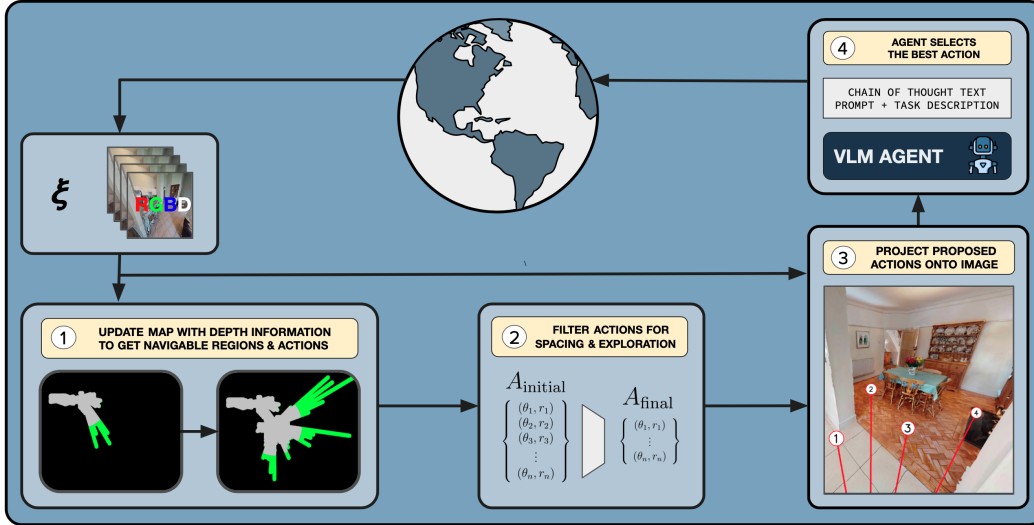 ξ
RGBD
1
UPDATE MAP WITH DEPTH INFORMATION
TO GET NAVIGABLE REGIONS & ACTIONS
2
FILTER ACTIONS FOR
SPACING & EXPLORATION
A_initial
(θ₁, r₁)
(θ₂, r₂)
(θ₃, r₃)
⋮
(θₙ, rₙ)
A_final
(θ₁, r₁)
⋮
(θₙ, rₙ)
3
PROJECT PROPOSED
ACTIONS ONTO IMAGE
1
2
3
4
4
AGENT SELECTS
THE BEST ACTION
CHAIN OF THOUGHT TEXT
PROMPT + TASK DESCRIPTION
VLM AGENT